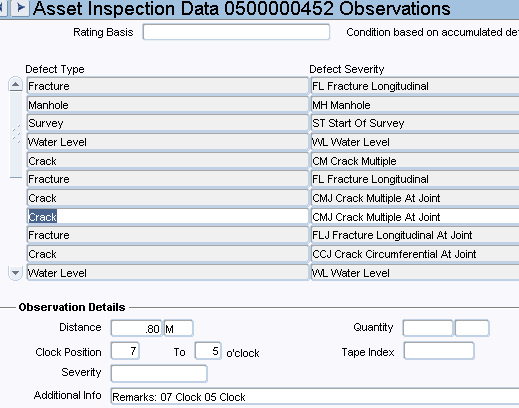 Asset Inspection Data 0500000452 Observations
Rating Basis Condition based on accumulated
Defect Type Defect Severity
Fracture FL Fracture Longitudinal
Manhole MH Manhole
Survey ST Start Of Survey
Water Level WL Water Level
Crack CM Crack Multiple
Fracture FL Fracture Longitudinal
Crack CMJ Crack Multiple At Joint
Crack CMJ Crack Multiple At Joint
Fracture FLJ Fracture Longitudinal At Joint
Crack CCJ Crack Circumferential At Joint
Water Level WL Water Level
Observation Details
Distance .80 M Quantity
Clock Position 7 To 5 o'clock Tape Index
Severity
Additional Info Remarks: 07 Clock 05 Clock